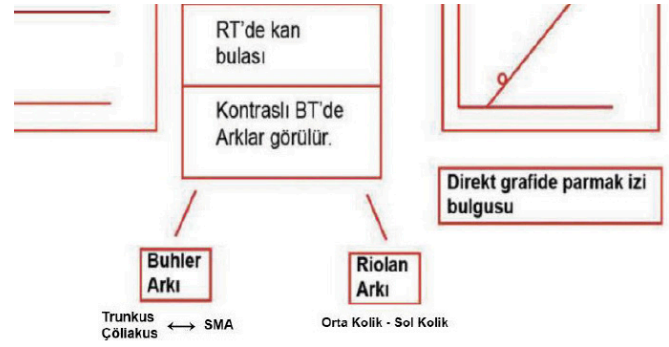 RT’de kan
bulası
Kontraslı BT’de
Arklar görülür.
Direkt grafide parmak izi
bulgusu
Buhler
Arkı
Riolan
Arkı
Trunkus
Çöliakus ⟷ SMA
Orta Kolik - Sol Kolik